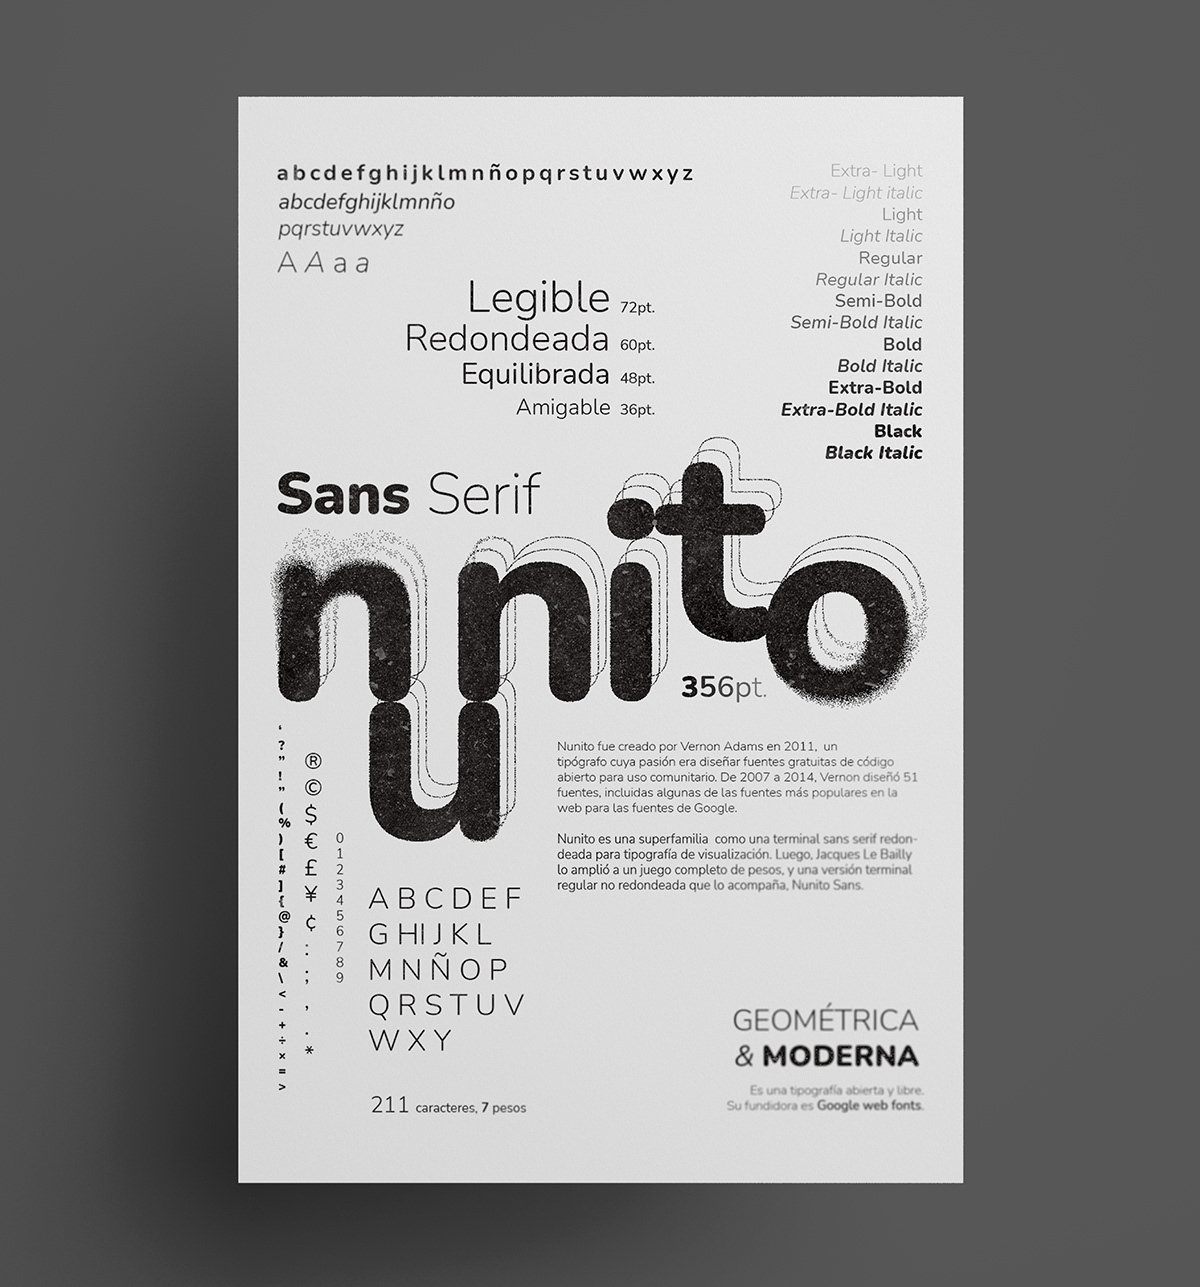 abcdefghijklmnñopqrstuvwxyz
abcdefghijklmnño
pqrstuvwxyz
A A a a
Extra- Light
Extra- Light italic
Light
Light Italic
Regular
Regular Italic
Semi-Bold
Semi-Bold Italic
Bold
Bold Italic
Extra-Bold
Extra-Bold Italic
Black
Black Italic
Legible 72pt.
Redondeada 60pt.
Equilibrada 48pt.
Amigable 36pt.
Sans Serif
nunito
356pt.
‘
?
”
!
”
(
%
)
[
#
]
{
@
}
/
&
\
<
-
+
÷
×
=
>
®
©
$
€
£
¥
¢
:
;
,
.
*
0
1
2
3
4
5
6
7
8
9
A B C D E F
G H I J K L
M N Ñ O P
Q R S T U V
W X Y
211 caracteres, 7 pesos
Nunito fue creado por Vernon Adams en 2011, un
tipógrafo cuya pasión era diseñar fuentes gratuitas de código
abierto para uso comunitario. De 2007 a 2014, Vernon diseñó 51
fuentes, incluidas algunas de las fuentes más populares en la
web para las fuentes de Google.
Nunito es una superfamilia como una terminal sans serif redon-
deada para tipografía de visualización. Luego, Jacques Le Bailly
lo amplió a un juego completo de pesos, y una versión terminal
regular no redondeada que lo acompaña, Nunito Sans.
GEOMÉTRICA
& MODERNA
Es una tipografía abierta y libre.
Su fundidora es Google web fonts.